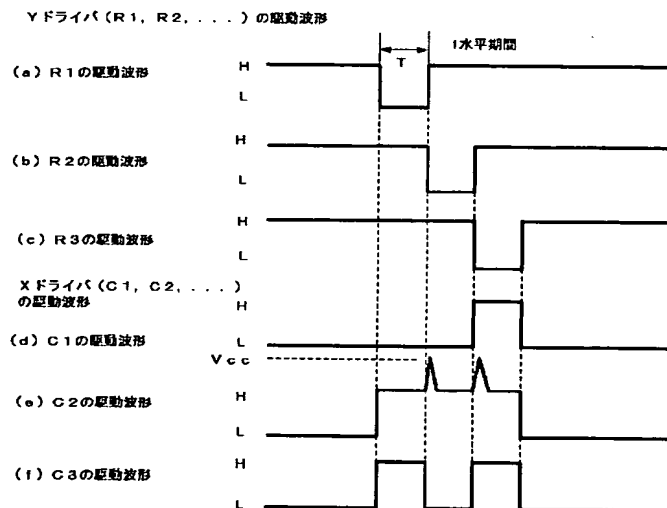 Yドライバ(R1, R2, . . . .)の駆動波形
1水平期間
T
(a) R1の駆動波形
H
L
(b) R2の駆動波形
H
L
(c) R3の駆動波形
H
L
Xドライバ(C1, C2, . . . .)
の駆動波形
(d) C1の駆動波形
H
L
Vcc
(e) C2の駆動波形
H
L
(f) C3の駆動波形
H
L